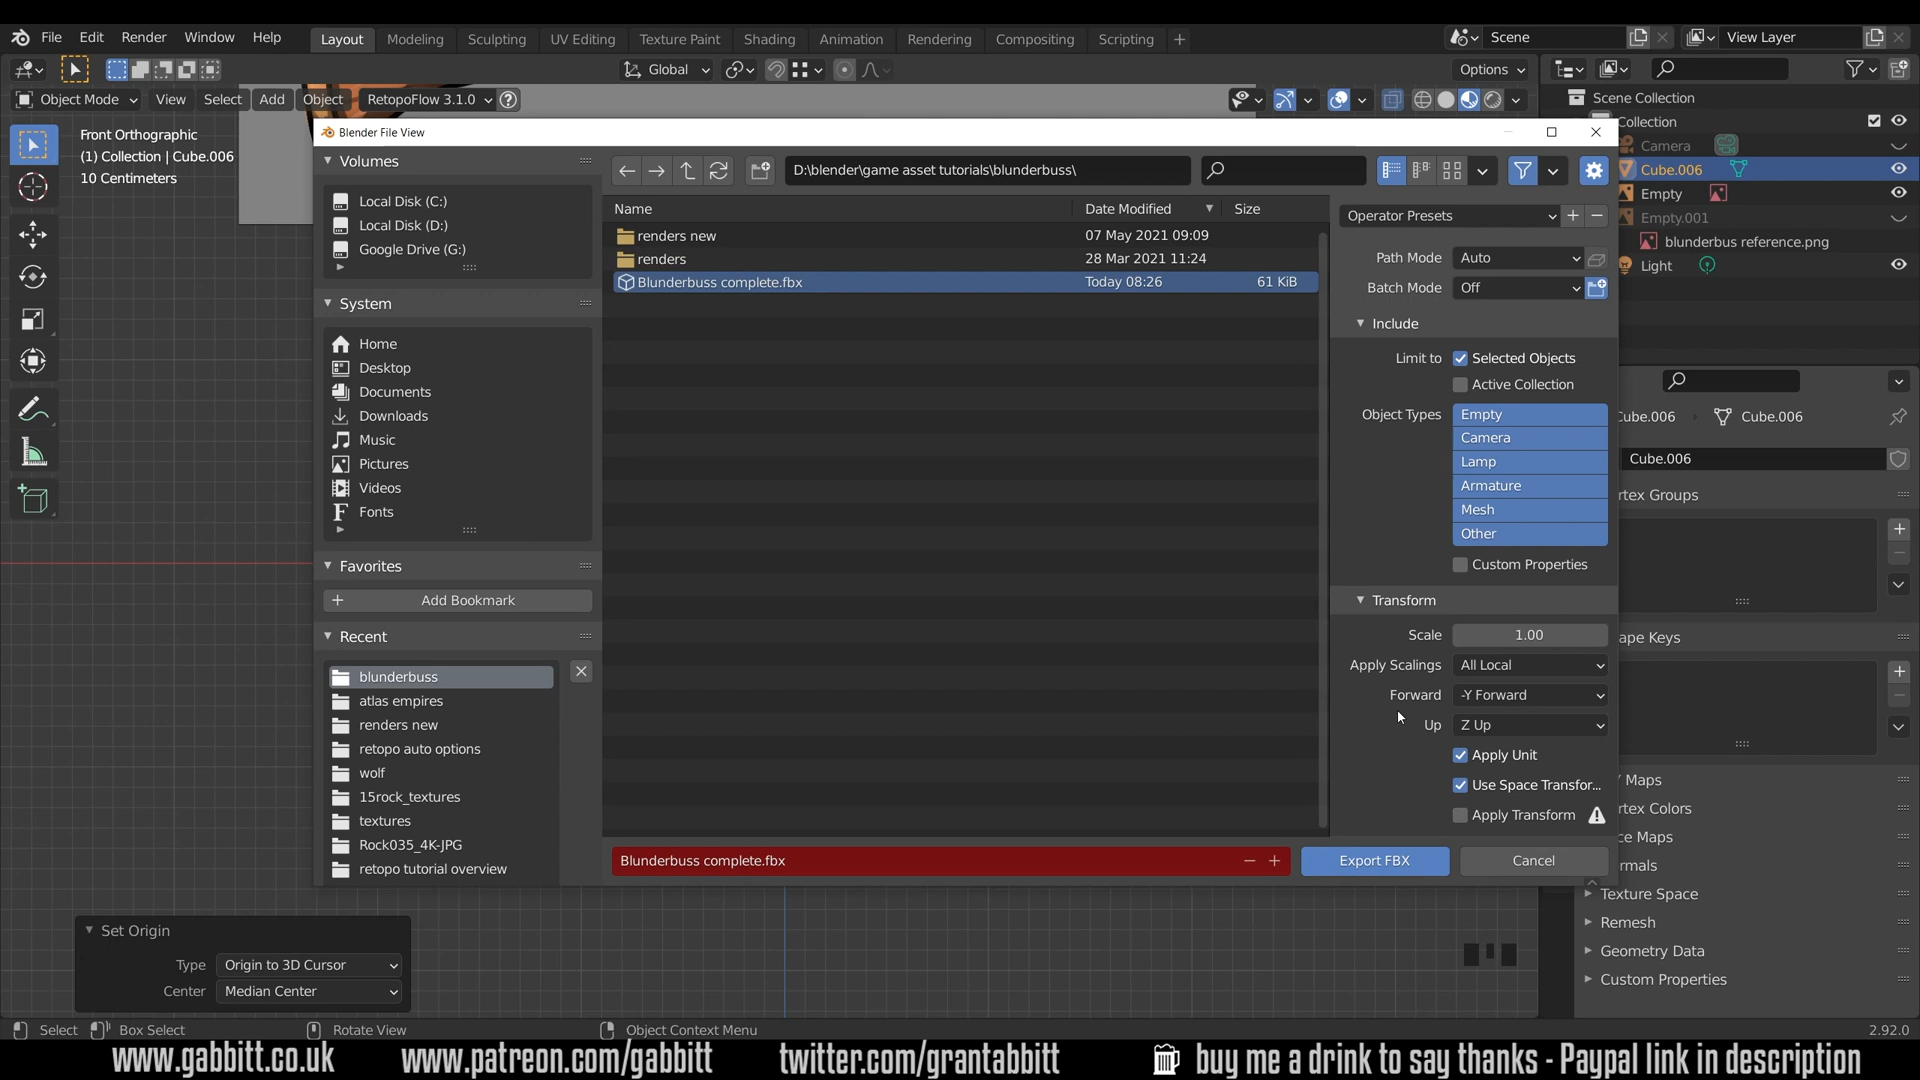 File Edit Render Window Help Layout Modeling Sculpting UV Editing Texture Paint Shading Animation Rendering Compositing Scripting + Scene View Layer
Global Options
Object Mode View Select Add Object RetopoFlow 3.1.0
Scene Collection
Front Orthographic
(1) Collection | Cube.006
10 Centimeters
Blender File View
Collection
Camera
Cube.006
Empty
Empty.001
blunderbus reference.png
Light
Volumes
Local Disk (C:)
Local Disk (D:)
Google Drive (G:)
System
Home
Desktop
Documents
Downloads
Music
Pictures
Videos
Fonts
Favorites
Add Bookmark
Recent
blunderbuss
atlas empires
renders new
retopo auto options
wolf
15rock_textures
textures
Rock035_4K-JPG
retopo tutorial overview
D:\blender\game asset tutorials\blunderbuss\
Name Date Modified Size
renders new 07 May 2021 09:09
renders 28 Mar 2021 11:24
Blunderbuss complete.fbx Today 08:26 61 KiB
Blunderbuss complete.fbx
Operator Presets
Path Mode Auto
Batch Mode Off
Include
Limit to Selected Objects
Active Collection
Object Types Empty
Camera
Lamp
Armature
Mesh
Other
Custom Properties
Transform
Scale 1.00
Apply Scalings All Local
Forward -Y Forward
Up Z Up
Apply Unit
Use Space Transfor...
Apply Transform
Export FBX Cancel
Cube.006 Cube.006
Cube.006
rtex Groups
ape Keys
/ Maps
rtex Colors
ce Maps
rmals
Texture Space
Remesh
Geometry Data
Custom Properties
Set Origin
Type Origin to 3D Cursor
Center Median Center
Select Box Select Rotate View Object Context Menu 2.92.0
www.gabbitt.co.uk www.patreon.com/gabbitt twitter.com/grantabbitt buy me a drink to say thanks - Paypal link in description